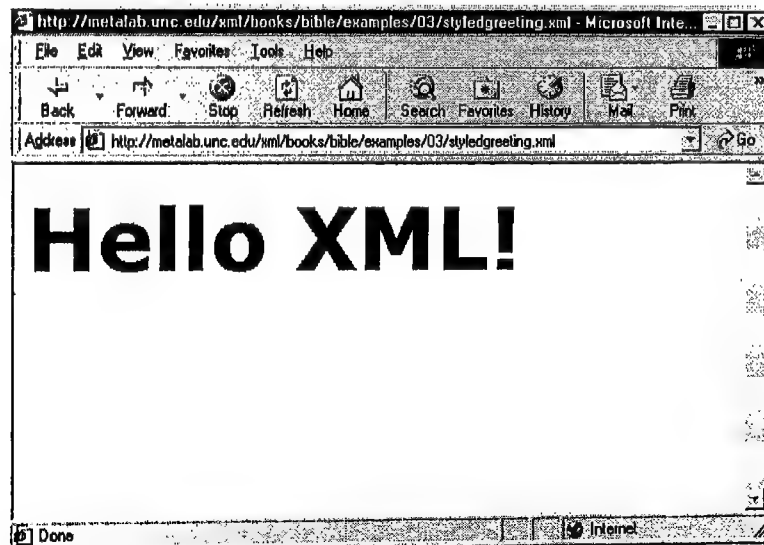 http://metalab.unc.edu/xml/books/bible/examples/03/styledgreeting.xml - Microsoft Inte...
File Edit View Favorites Tools Help
Back Forward Stop Refresh Home Search Favorites History Mail Print
Address http://metalab.unc.edu/xml/books/bible/examples/03/styledgreeting.xml Go
Hello XML!
Done Internet